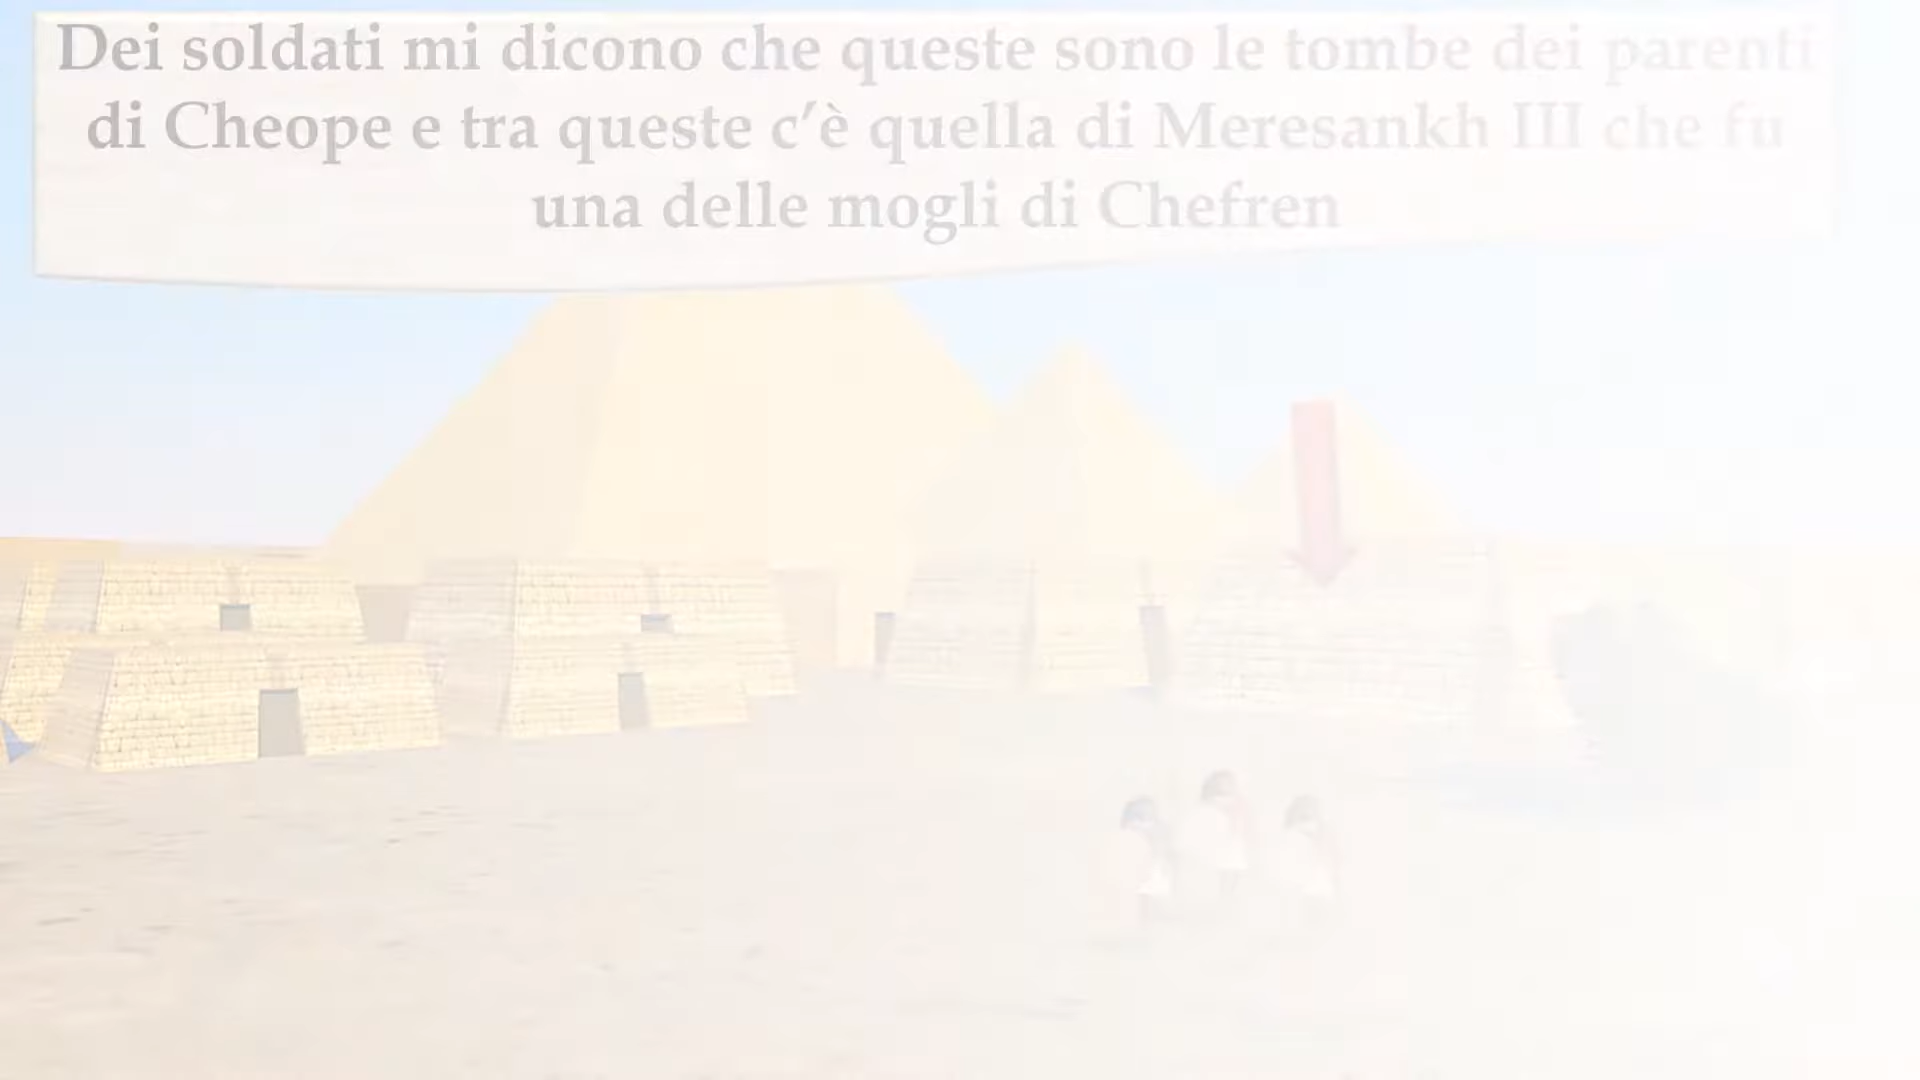 Dei soldati mi dicono che queste sono le tombe dei parenti
di Cheope e tra queste c’è quella di Meresankh III che fu
una delle mogli di Chefren